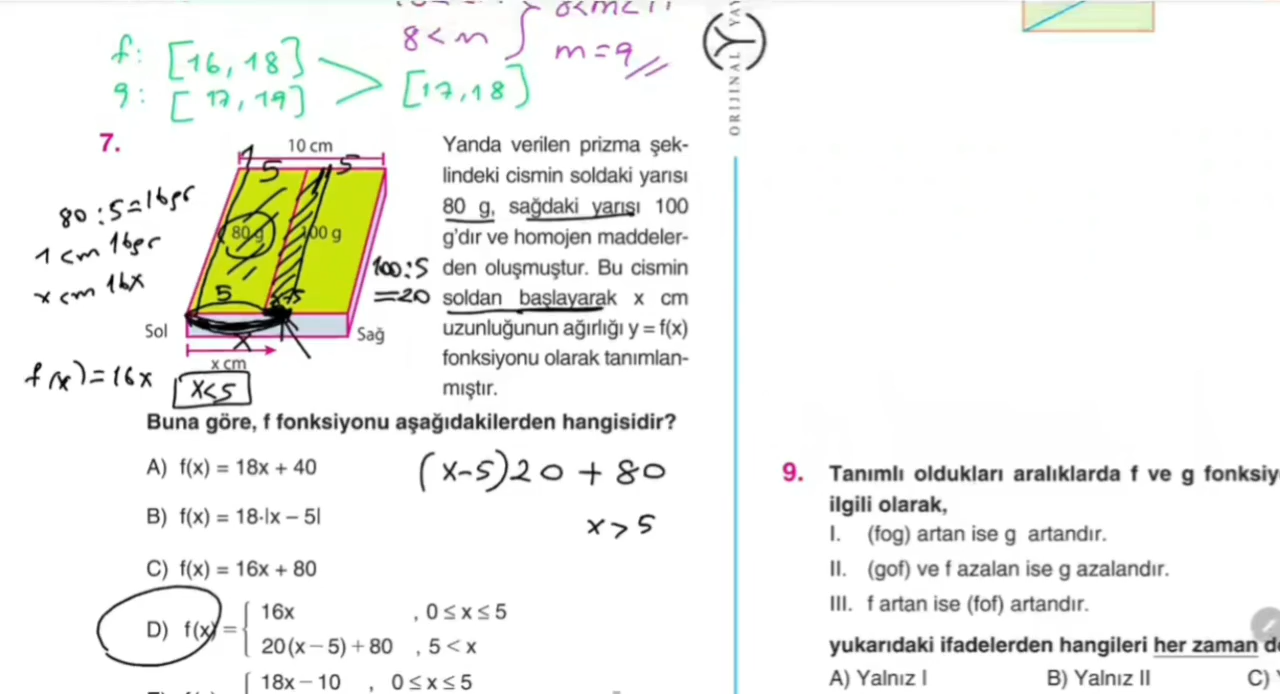 8 < m
m = 9
f: [16, 18]
g: [17, 19]
[17, 18]
ORIJINAL YAY
7.
10 cm
5
5
80 g
100 g
5
x-5
Sol
Sağ
x
x cm
80 : 5 = 16gr
1 cm 16gr
x cm 16x
100 : 5
= 20
f(x) = 16x
x < 5
Yanda verilen prizma şek-
lindeki cismin soldaki yarısı
80 g, sağdaki yarısı 100
g'dır ve homojen maddeler-
den oluşmuştur. Bu cismin
soldan başlayarak x cm
uzunluğunun ağırlığı y = f(x)
fonksiyonu olarak tanımlan-
mıştır.
Buna göre, f fonksiyonu aşağıdakilerden hangisidir?
A) f(x) = 18x + 40
B) f(x) = 18·|x – 5|
C) f(x) = 16x + 80
D) f(x) = { 16x , 0 ≤ x ≤ 5
20(x – 5) + 80 , 5 < x
18x – 10 , 0 ≤ x ≤ 5
(x – 5)20 + 80
x > 5
9. Tanımlı oldukları aralıklarda f ve g fonksiy
ilgili olarak,
I. (fog) artan ise g artandır.
II. (gof) ve f azalan ise g azalandır.
III. f artan ise (fof) artandır.
yukarıdaki ifadelerden hangileri her zaman d
A) Yalnız I B) Yalnız II C)